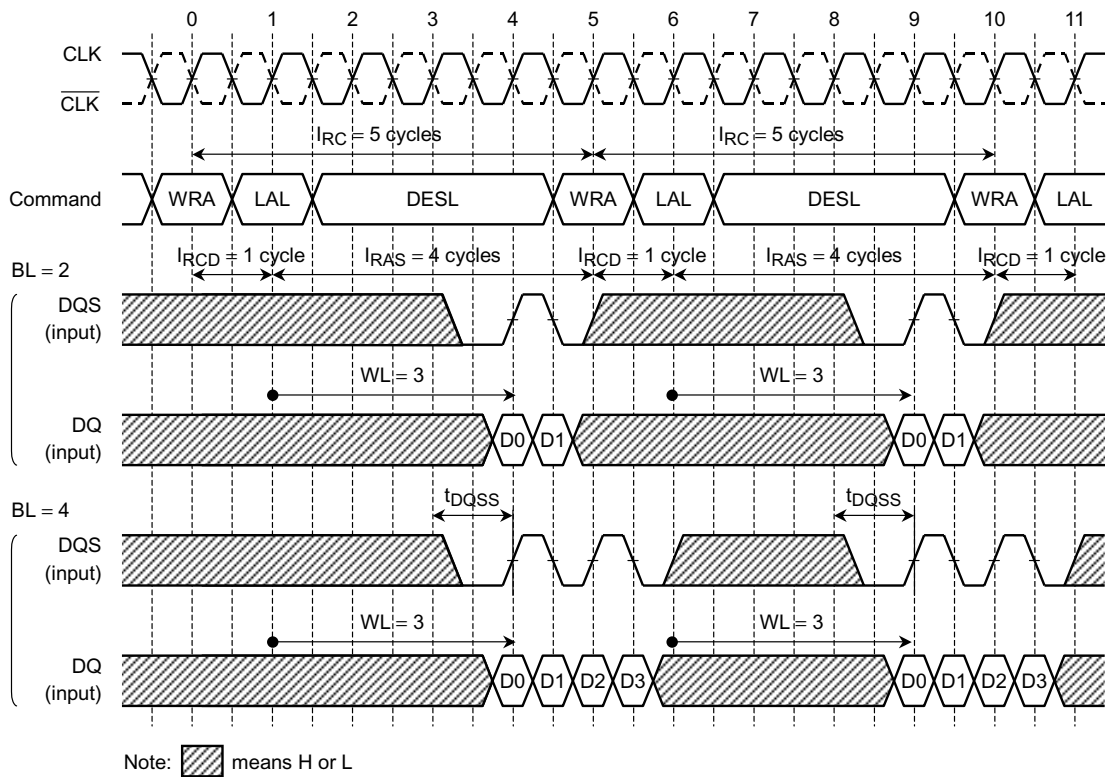 0 1 2 3 4 5 6 7 8 9 10 11
CLK
CLK
IRC = 5 cycles IRC = 5 cycles
Command WRA LAL DESL WRA LAL DESL WRA LAL
IRCD = 1 cycle IRAS = 4 cycles IRCD = 1 cycle IRAS = 4 cycles IRCD = 1 cycle
BL = 2
DQS
(input)
WL = 3 WL = 3
DQ D0 D1 D0 D1
(input)
BL = 4 tDQSS tDQSS
DQS
(input)
WL = 3 WL = 3
DQ D0 D1 D2 D3 D0 D1 D2 D3
(input)
Note: means H or L